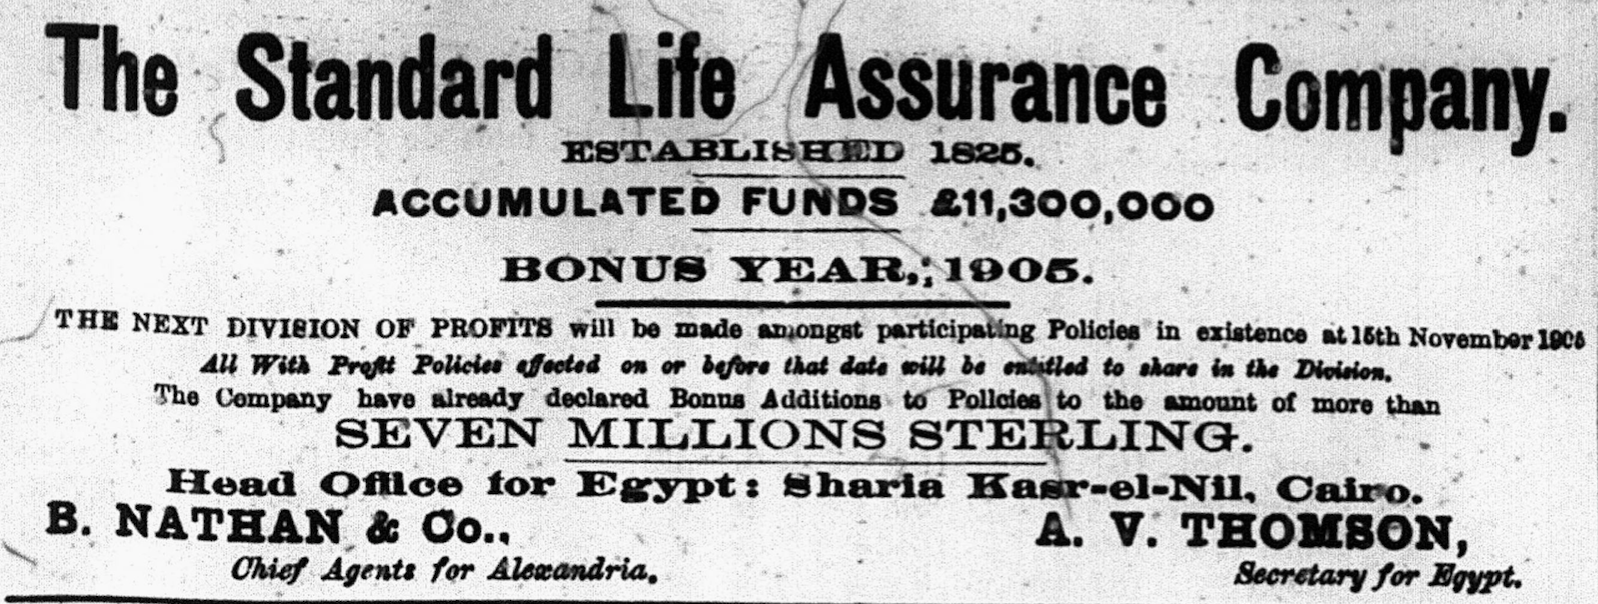 The Standard Life Assurance Company.
ESTABLISHED 1825.
ACCUMULATED FUNDS £11,300,000
BONUS YEAR, 1905.
THE NEXT DIVISION OF PROFITS will be made amongst participating Policies in existence at 15th November 1905
All With Profit Policies effected on or before that date will be entitled to share in the Division.
The Company have already declared Bonus Additions to Policies to the amount of more than
SEVEN MILLIONS STERLING.
Head Office for Egypt: Sharia Kasr-el-Nil, Cairo.
B. NATHAN & Co., A. V. THOMSON,
Chief Agents for Alexandria. Secretary for Egypt.